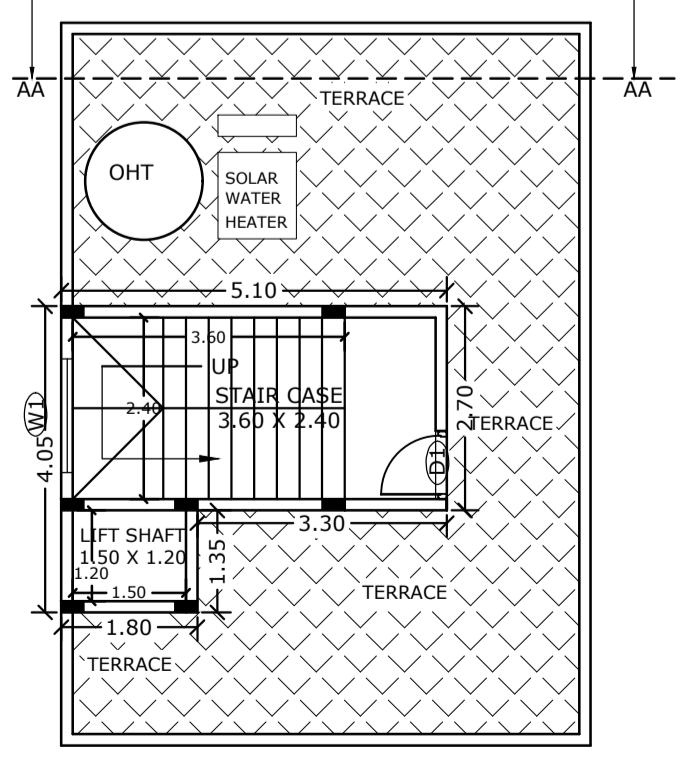 AA
AA
TERRACE
OHT
SOLAR
WATER
HEATER
5.10
3.60
UP
STAIR CASE
3.60 X 2.40
2.40
W1
4.05
2.70
TERRACE
D1
3.30
LIFT SHAFT
1.50 X 1.20
1.20
1.50
1.35
TERRACE
1.80
TERRACE